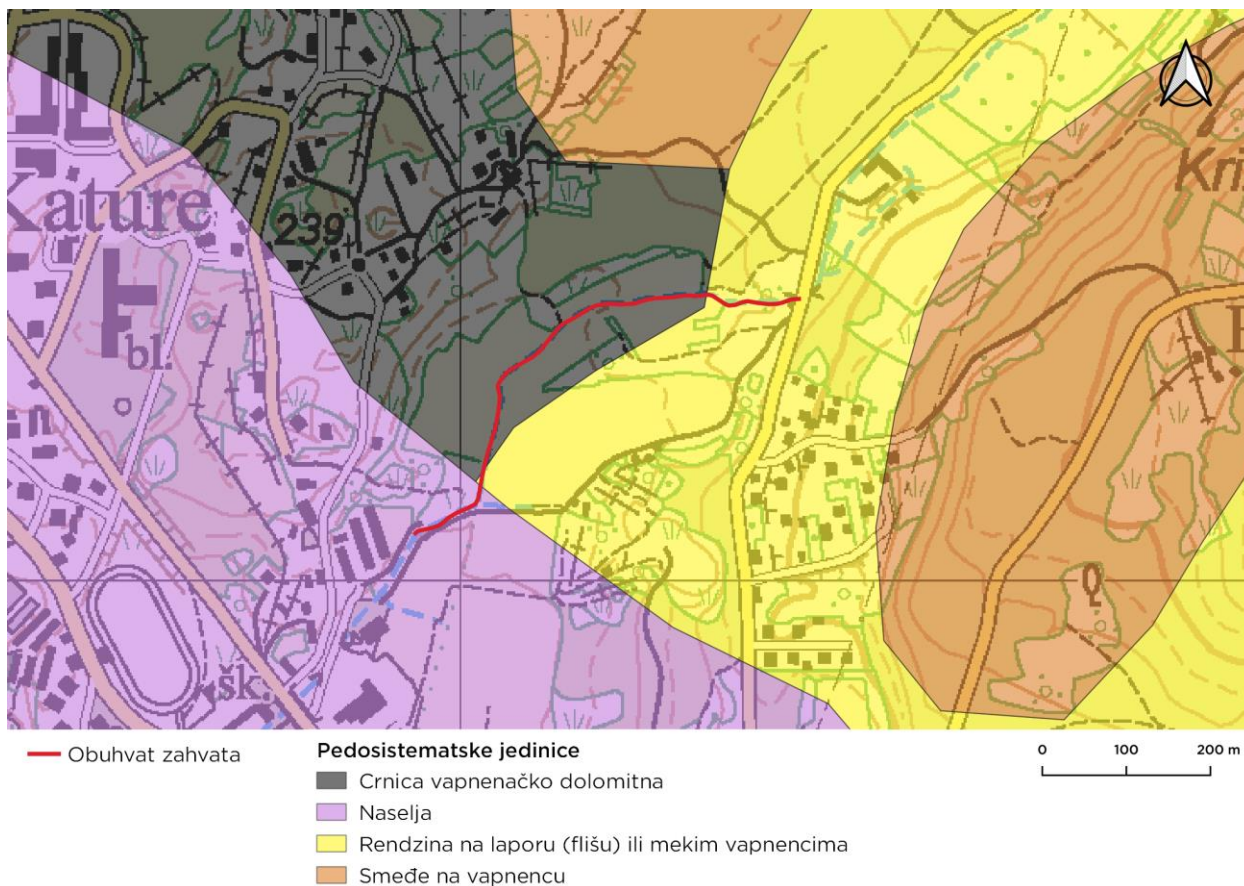 Kature
239
bl.
šk.
Q
Obuhvat zahvata
Pedosistematske jedinice
Crnica vapnenačko dolomitna
Naselja
Rendzina na laporu (flišu) ili mekim vapnencima
Smeđe na vapnencu
0 100 200 m